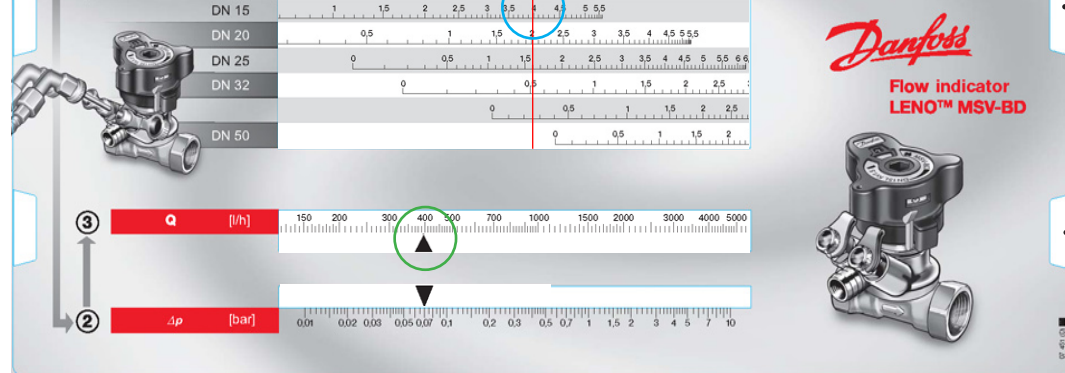 DN 15 1 1,5 2 2,5 3 3,5 4 4,5 5 5,5
DN 20 0,5 1 1,5 2 2,5 3 3,5 4 4,5 5 5,5
DN 25 0 0,5 1 1,5 2 2,5 3 3,5 4 4,5 5 5,5 6
DN 32 0 0,5 1 1,5 2 2,5
0 0,5 1 1,5 2 2,5
DN 50 0 0,5 1 1,5 2
Danfoss
Flow indicator
LENO™ MSV-BD
3 Q [l/h] 150 200 300 400 500 700 1000 1500 2000 3000 4000 5000
2 Δp [bar] 0,01 0,02 0,03 0,05 0,07 0,1 0,2 0,3 0,5 0,7 1 1,5 2 3 4 5 7 10